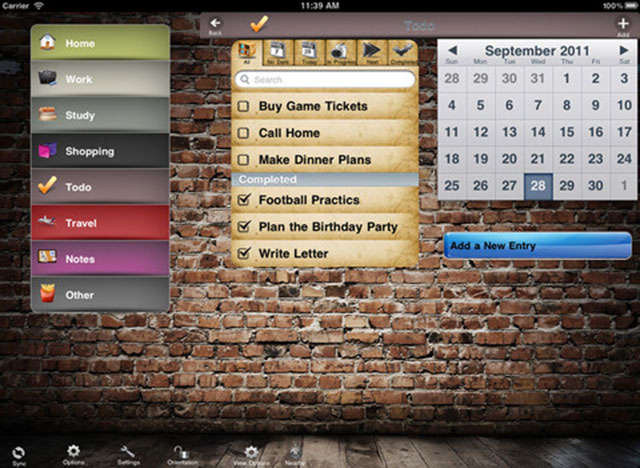 Carrier 11:39 AM 100%
Home
Work
Study
Shopping
Todo
Travel
Notes
Other
Back Todo Add
All No Date Today In Progress Next Completed
Search
Buy Game Tickets
Call Home
Make Dinner Plans
Completed
Football Practics
Plan the Birthday Party
Write Letter
September 2011
Sun Mon Tue Wed Thu Fri Sat
28 29 30 31 1 2 3
4 5 6 7 8 9 10
11 12 13 14 15 16 17
18 19 20 21 22 23 24
25 26 27 28 29 30 1
Add a New Entry
Sync Options Settings Orientation View Options Nearby